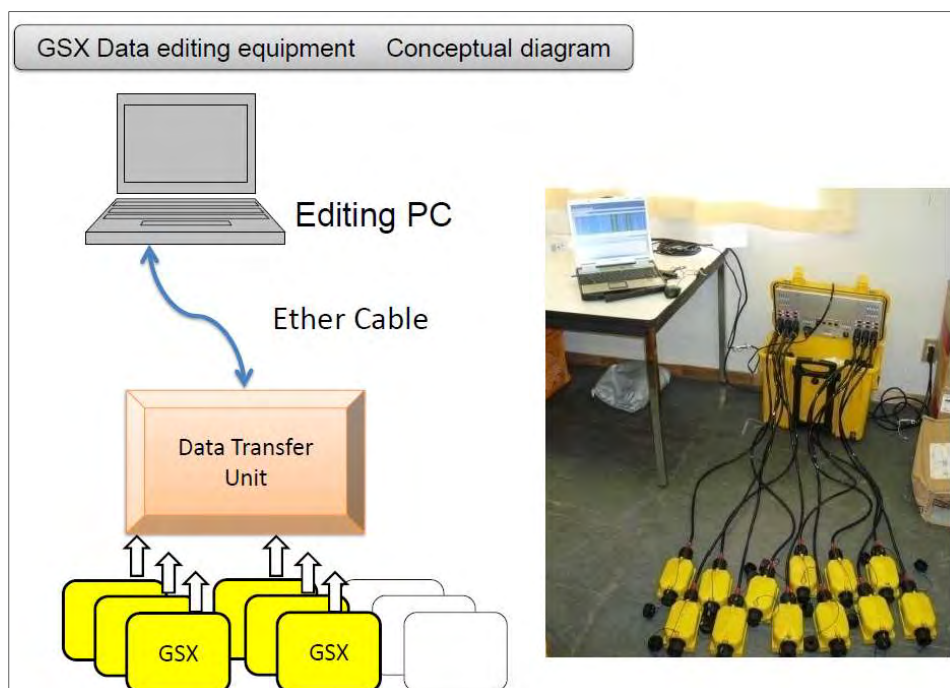 GSX Data editing equipment Conceptual diagram
Editing PC
Ether Cable
Data Transfer
Unit
GSX
GSX